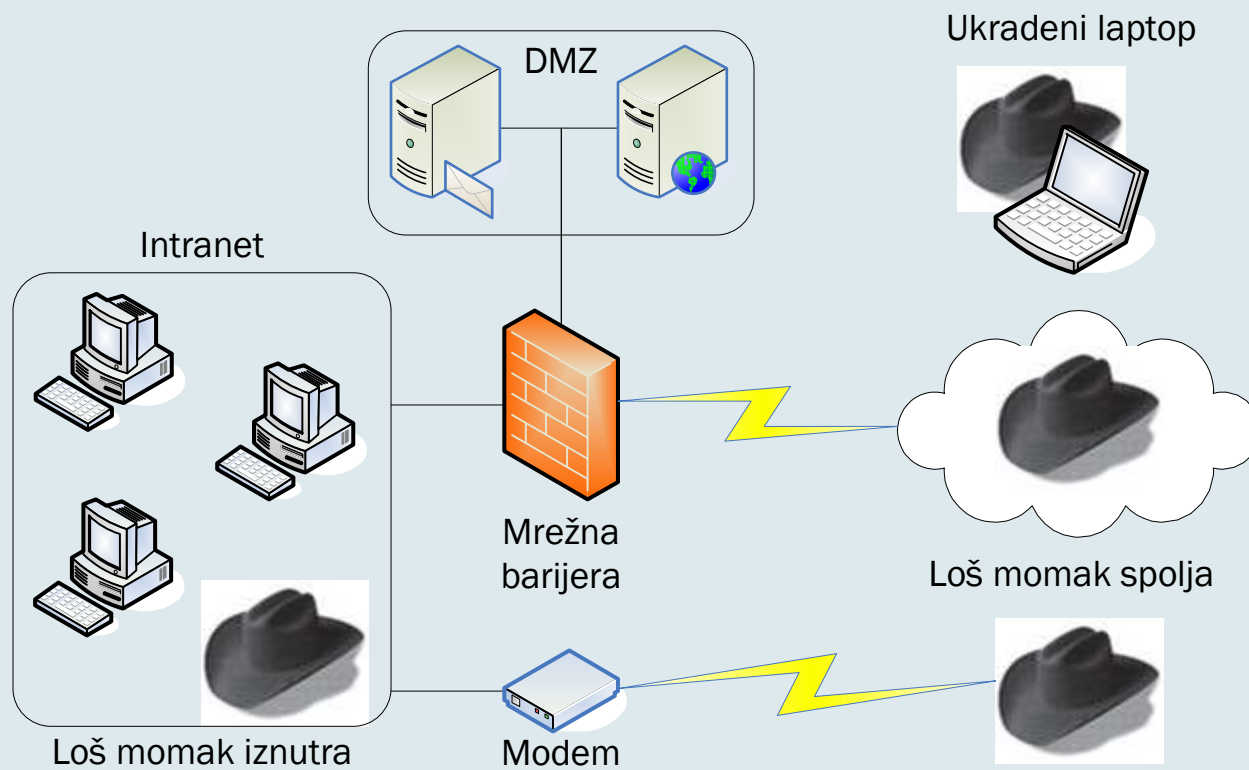 Ukradeni laptop
DMZ
Intranet
Mrežna
barijera
Loš momak spolja
Loš momak iznutra
Modem